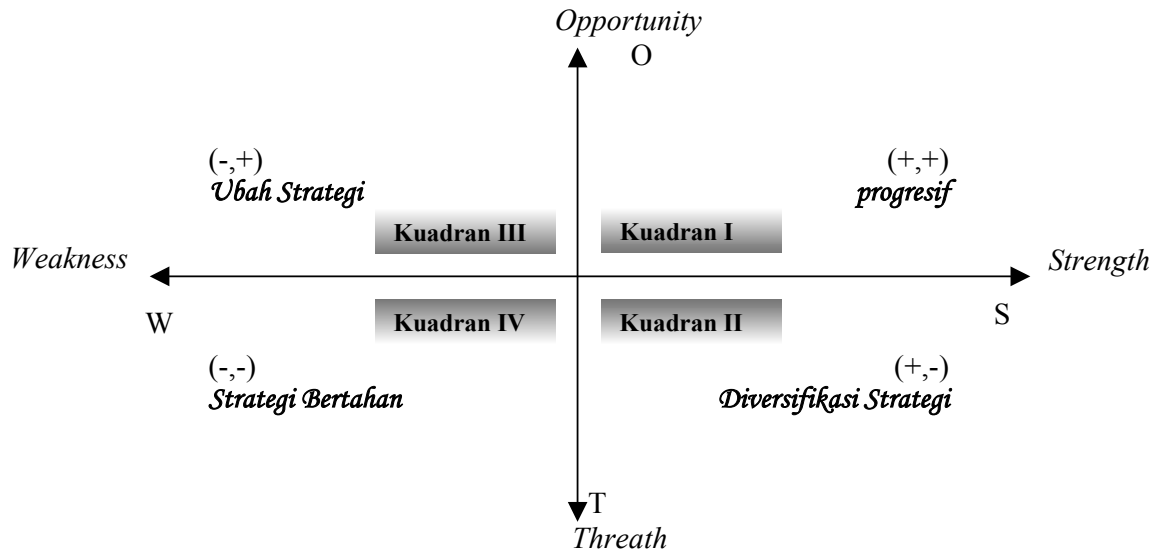 Opportunity
O
(-,+)
Ubah Strategi
(+,+)
progresif
Kuadran III
Kuadran I
Weakness
Strength
W
S
Kuadran IV
Kuadran II
(-,-)
Strategi Bertahan
(+,-)
Diversifikasi Strategi
T
Threath